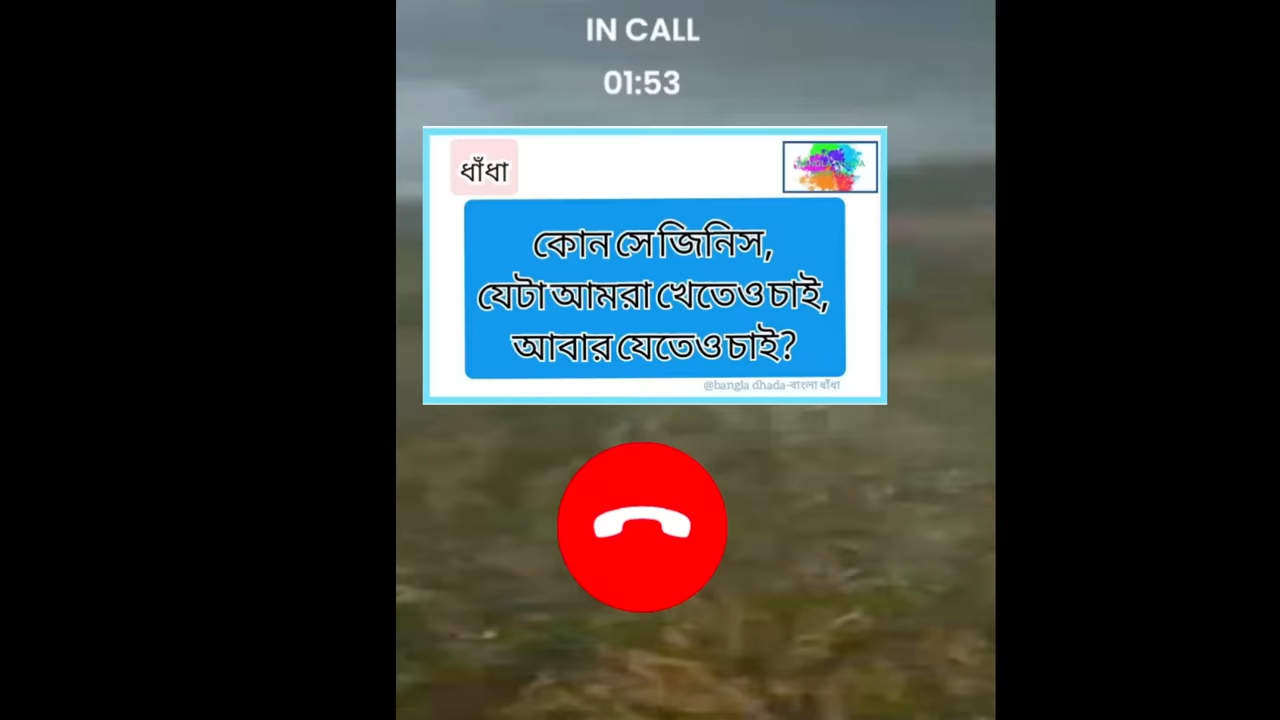 IN CALL
01:53
ধাঁধা
কোন সে জিনিস,
যেটা আমরা খেতেও চাই,
আবার যেতেও চাই?
@bangla dhada-বাংলা ধাঁধা